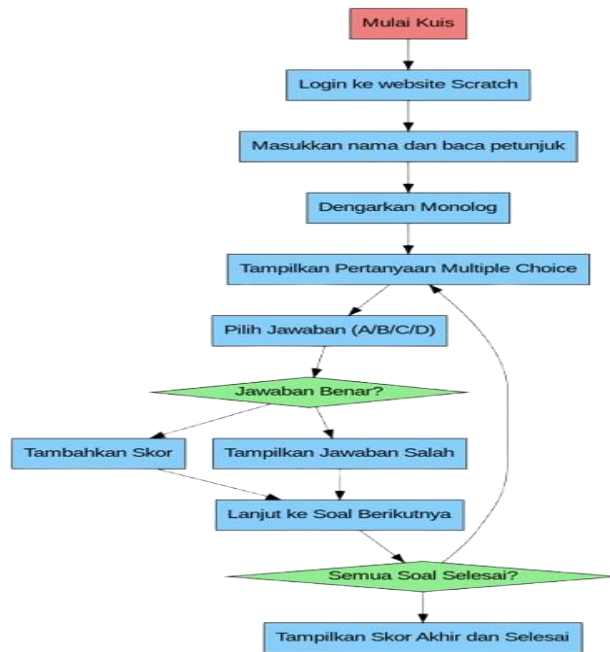 Mulai Kuis
Login ke website Scratch
Masukkan nama dan baca petunjuk
Dengarkan Monolog
Tampilkan Pertanyaan Multiple Choice
Pilih Jawaban (A/B/C/D)
Jawaban Benar?
Tambahkan Skor
Tampilkan Jawaban Salah
Lanjut ke Soal Berikutnya
Semua Soal Selesai?
Tampilkan Skor Akhir dan Selesai